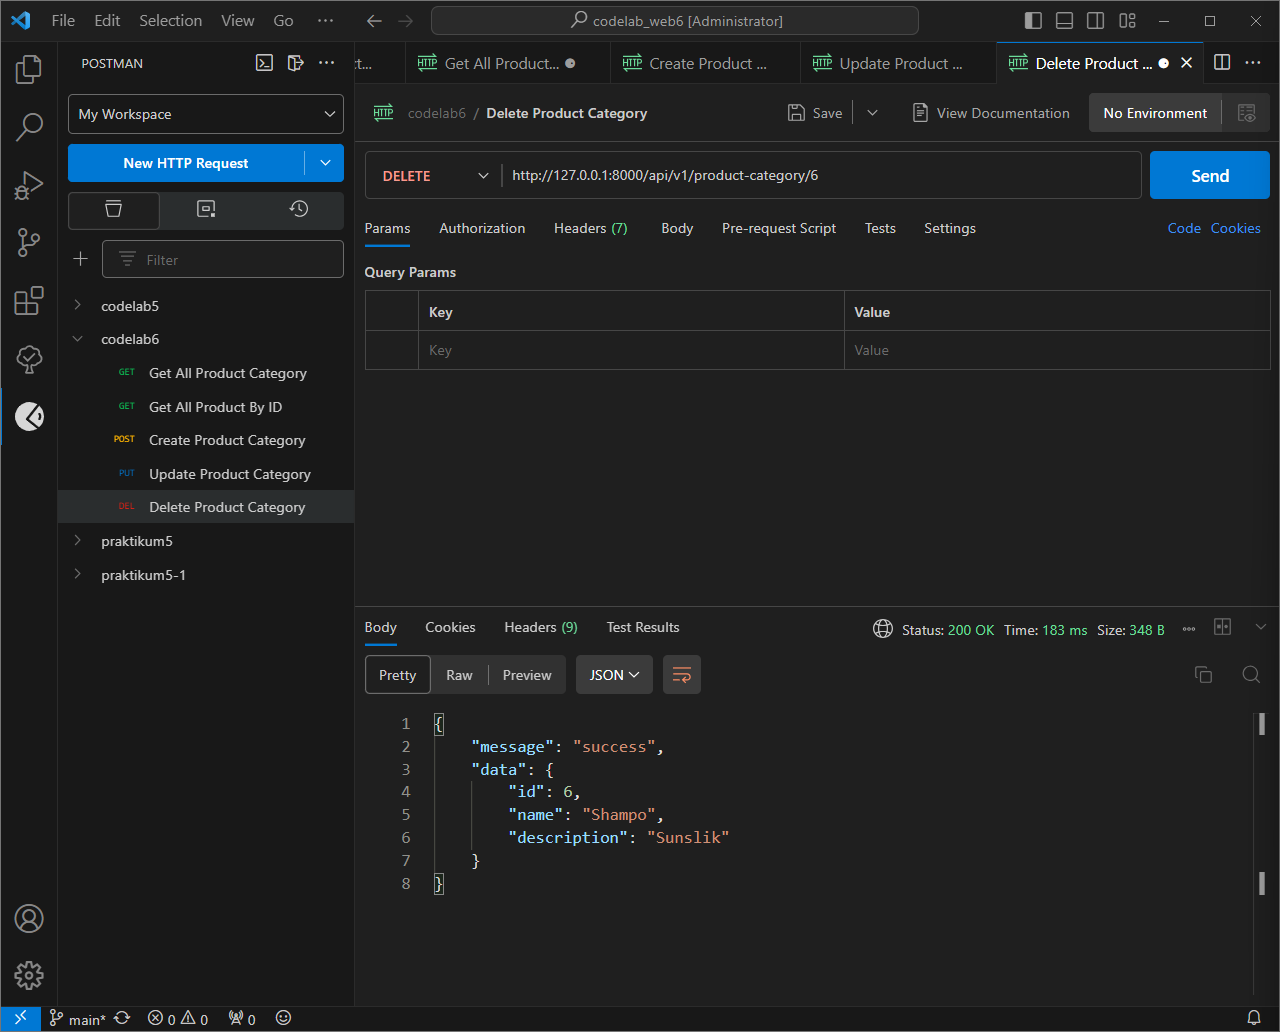 File Edit Selection View Go ··· codelab_web6 [Administrator]
POSTMAN
ct...
HTTP Get All Product...
HTTP Create Product ...
HTTP Update Product ...
HTTP Delete Product ...
My Workspace
HTTP codelab6 / Delete Product Category
Save
View Documentation
No Environment
New HTTP Request
DELETE http://127.0.0.1:8000/api/v1/product-category/6 Send
Params Authorization Headers (7) Body Pre-request Script Tests Settings Code Cookies
Filter
Query Params
codelab5
codelab6
GET Get All Product Category
GET Get All Product By ID
POST Create Product Category
PUT Update Product Category
DEL Delete Product Category
praktikum5
praktikum5-1
Key Value
Key Value
Body Cookies Headers (9) Test Results
Status: 200 OK Time: 183 ms Size: 348 B
Pretty Raw Preview JSON
1 {
2 "message": "success",
3 "data": {
4 "id": 6,
5 "name": "Shampo",
6 "description": "Sunslik"
7 }
8 }
main* 0 0 0